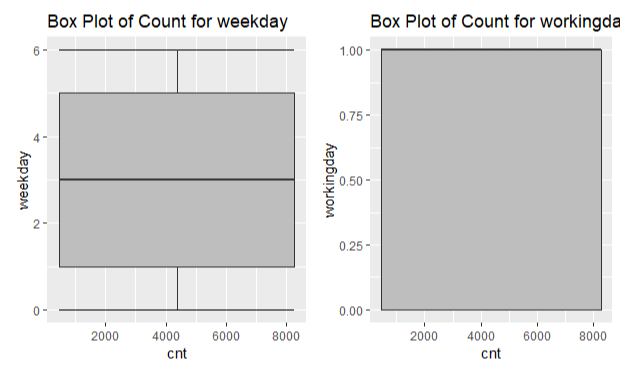 Box Plot of Count for weekday
6
4
2
0
weekday
2000 4000 6000 8000
cnt
Box Plot of Count for workingda
1.00
0.75
0.50
0.25
0.00
workingday
2000 4000 6000 8000
cnt